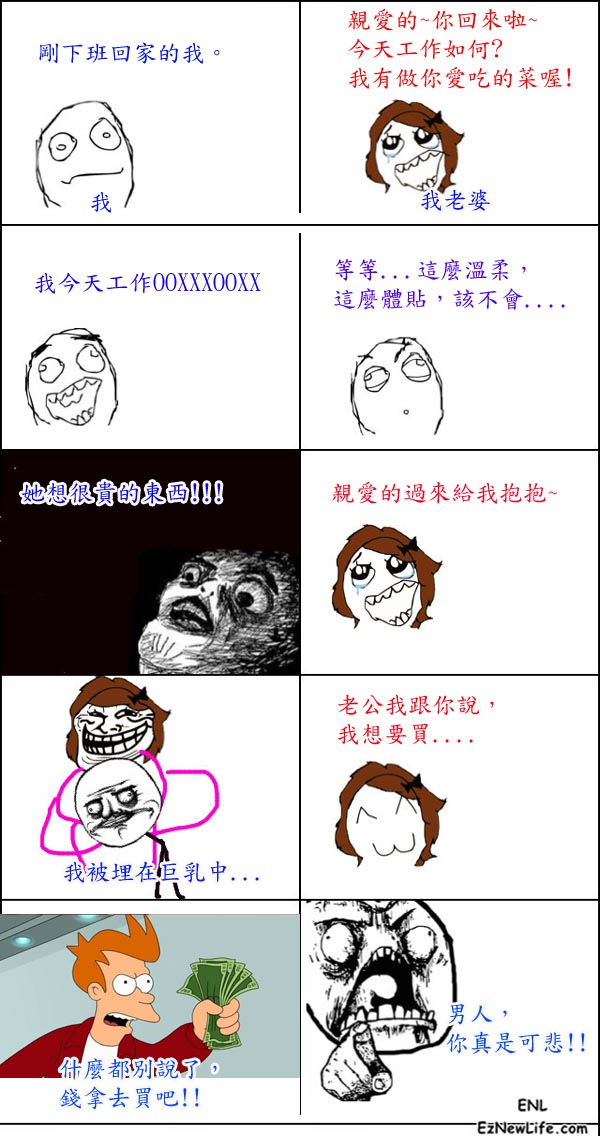 剛下班回家的我。
我
親愛的~你回來啦~
今天工作如何?
我有做你愛吃的菜喔!
我老婆
我今天工作OOXXXOOXX
等等...這麼溫柔，
這麼體貼，該不會....
她想很貴的東西!!!
親愛的過來給我抱抱~
我被埋在巨乳中...
老公我跟你說，
我想要買....
什麼都別說了，
錢拿去買吧!!
男人，
你真是可悲!!
ENL
EzNewLife.com